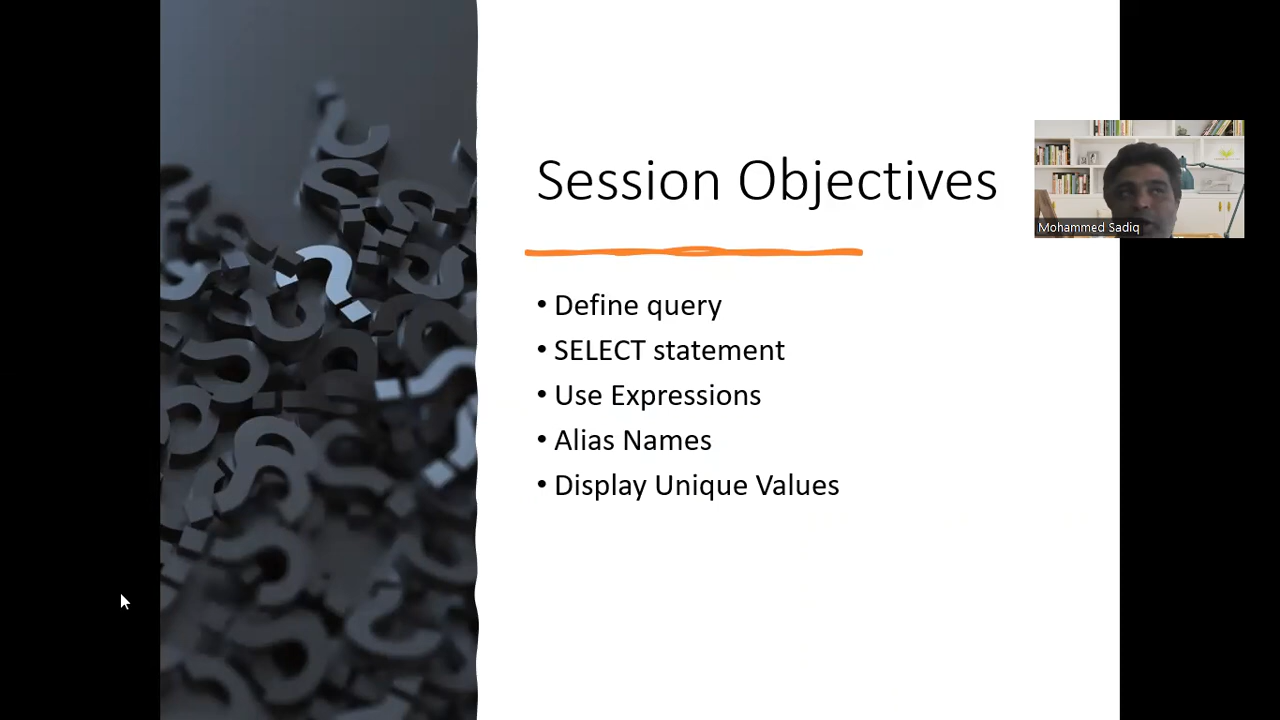 Session Objectives
Mohammed Sadiq
• Define query
• SELECT statement
• Use Expressions
• Alias Names
• Display Unique Values